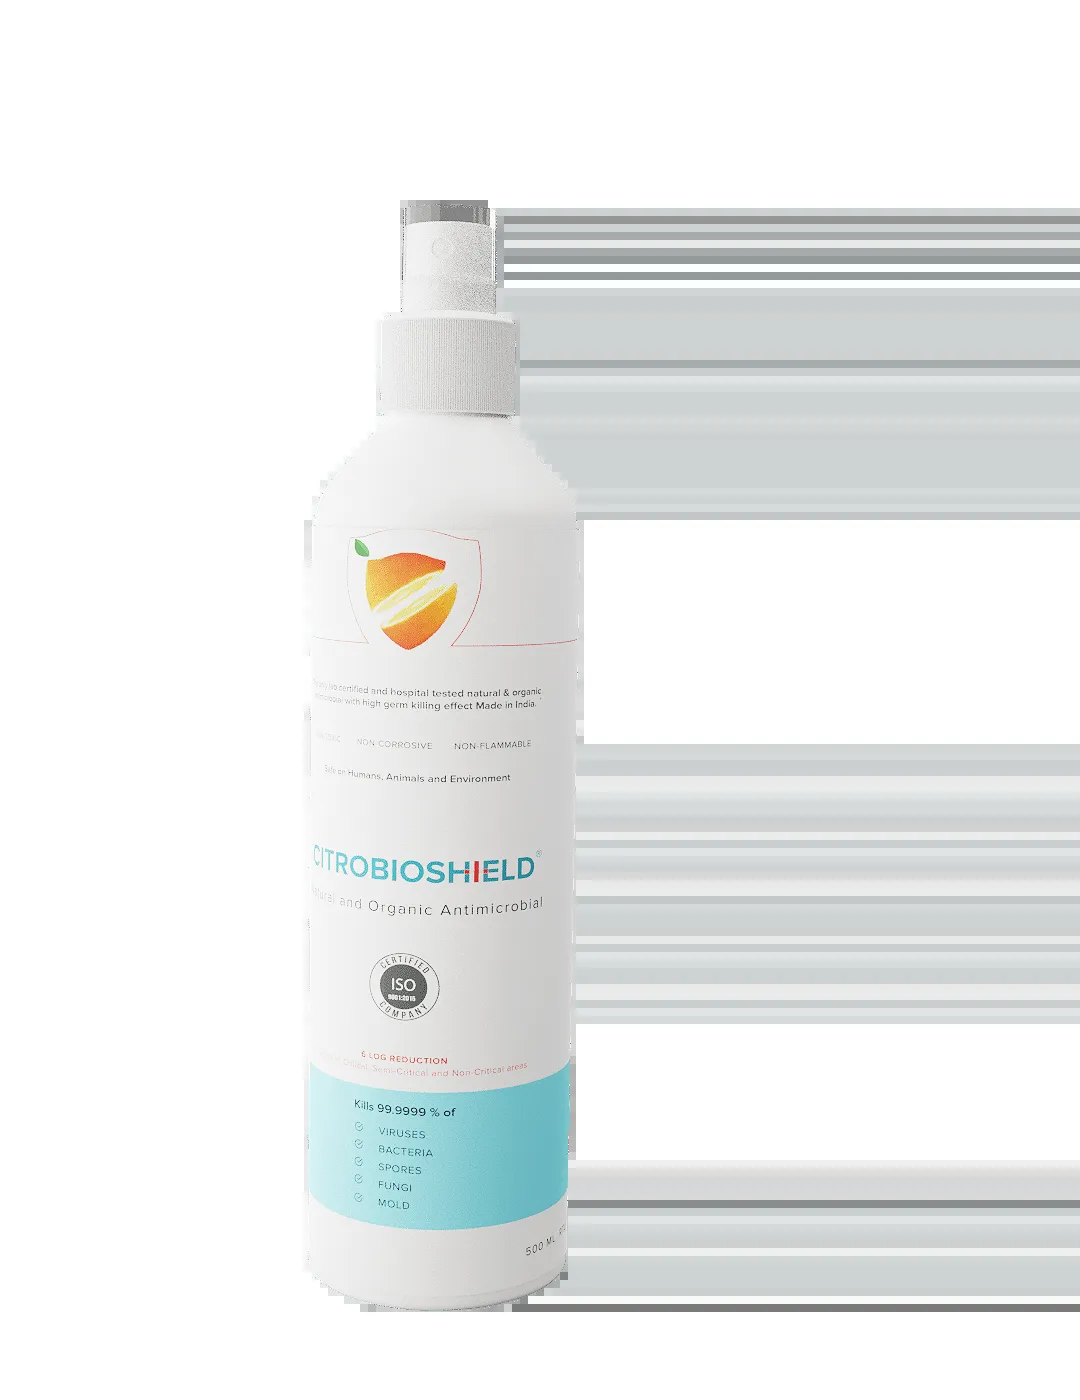 certified and hospital tested natural & organic
with high germ killing effect Made in India.
NON CORROSIVE NON-FLAMMABLE
Safe on Humans, Animals and Environment
CITROBIOSHIELD®
Natural and Organic Antimicrobial
CERTIFIED
ISO
9001:2015
COMPANY
6 LOG REDUCTION
Semi-Critical and Non-Critical areas
Kills 99.9999 % of
VIRUSES
BACTERIA
SPORES
FUNGI
MOLD
500 ML